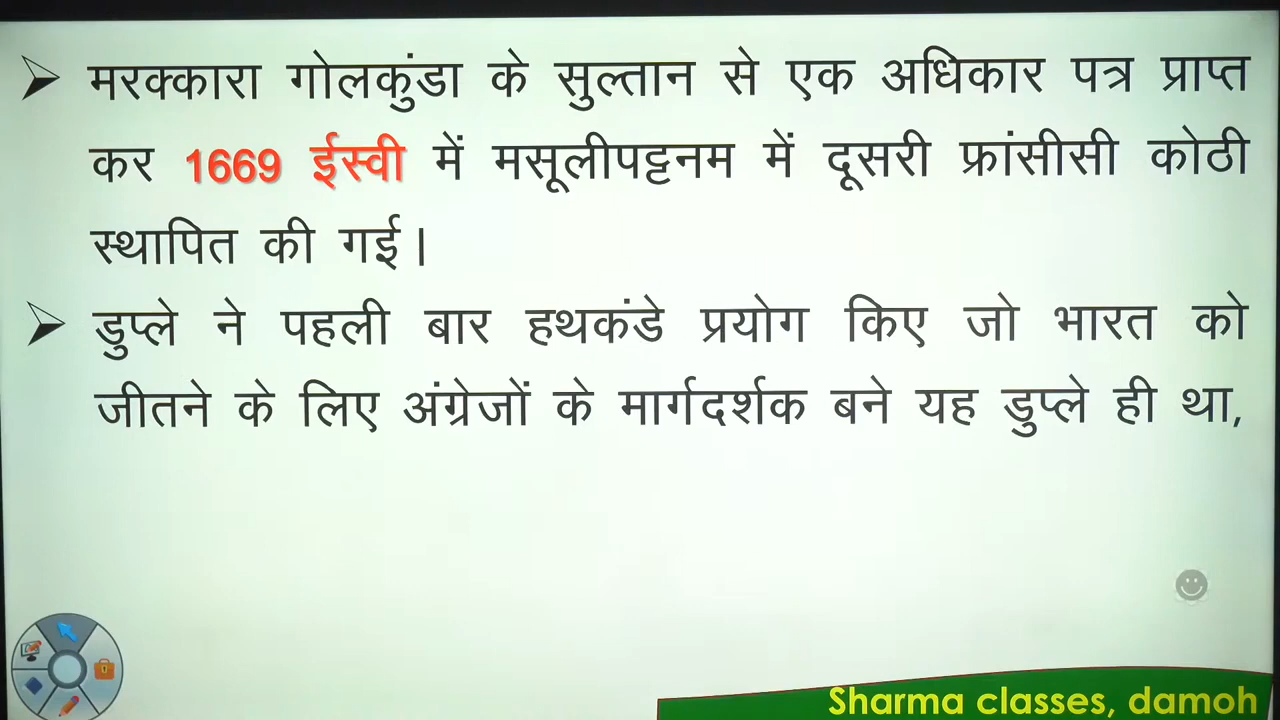 मरक्कारा गोलकुंडा के सुल्तान से एक अधिकार पत्र प्राप्त
कर 1669 ईस्वी में मसूलीपट्टनम में दूसरी फ्रांसीसी कोठी
स्थापित की गई।
डुप्ले ने पहली बार हथकंडे प्रयोग किए जो भारत को
जीतने के लिए अंग्रेजों के मार्गदर्शक बने यह डुप्ले ही था,
Sharma classes, damoh